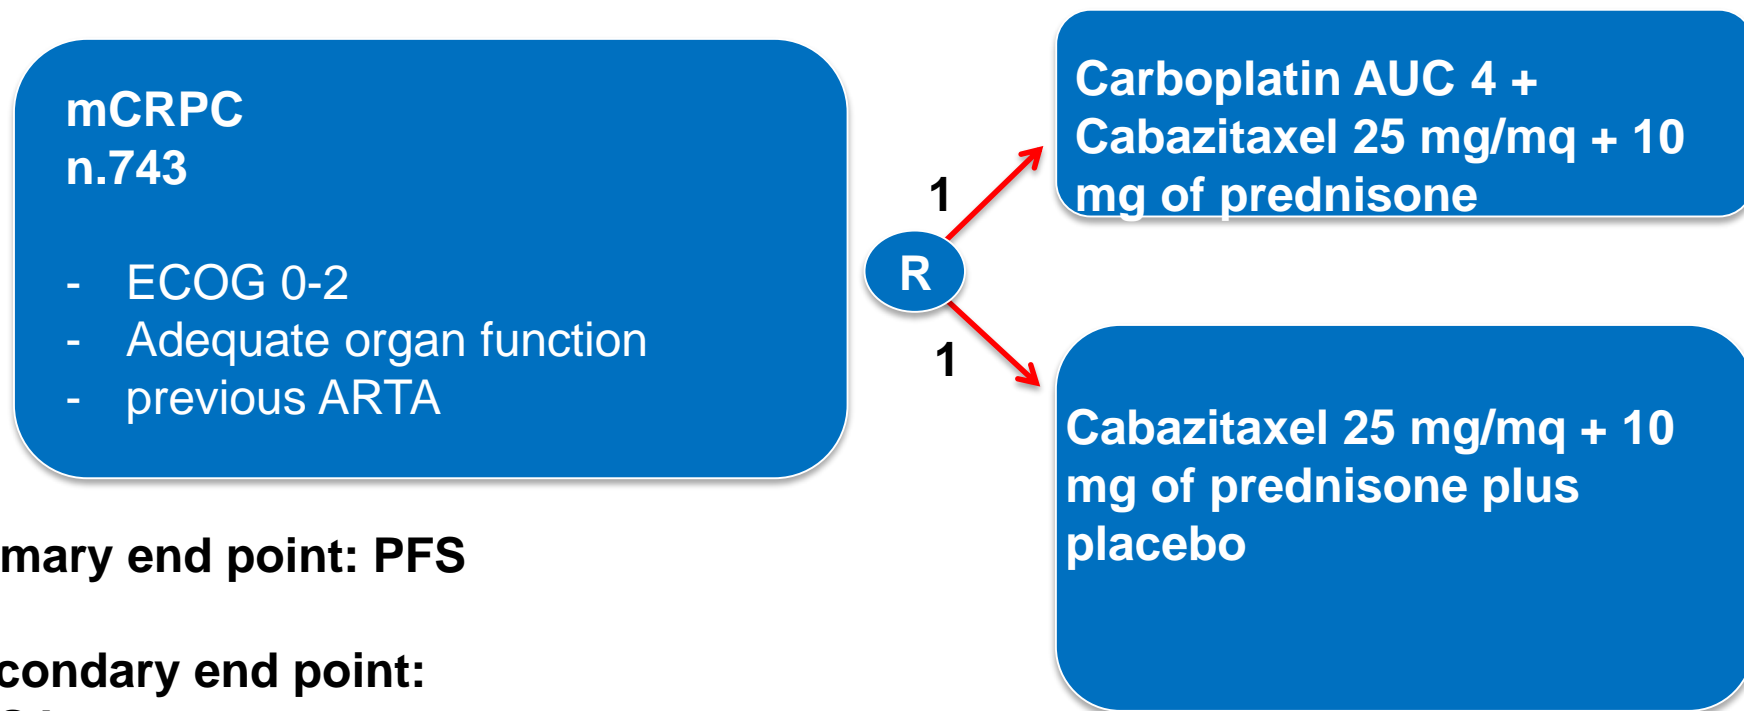 mCRPC
n.743
- ECOG 0-2
- Adequate organ function
- previous ARTA
1
R
1
Carboplatin AUC 4 +
Cabazitaxel 25 mg/mq + 10
mg of prednisone
Cabazitaxel 25 mg/mq + 10
mg of prednisone plus
placebo
mary end point: PFS
condary end point: